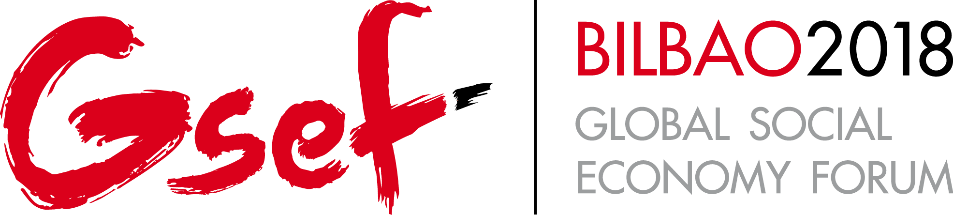 Gsef
BILBAO2018
GLOBAL SOCIAL
ECONOMY FORUM